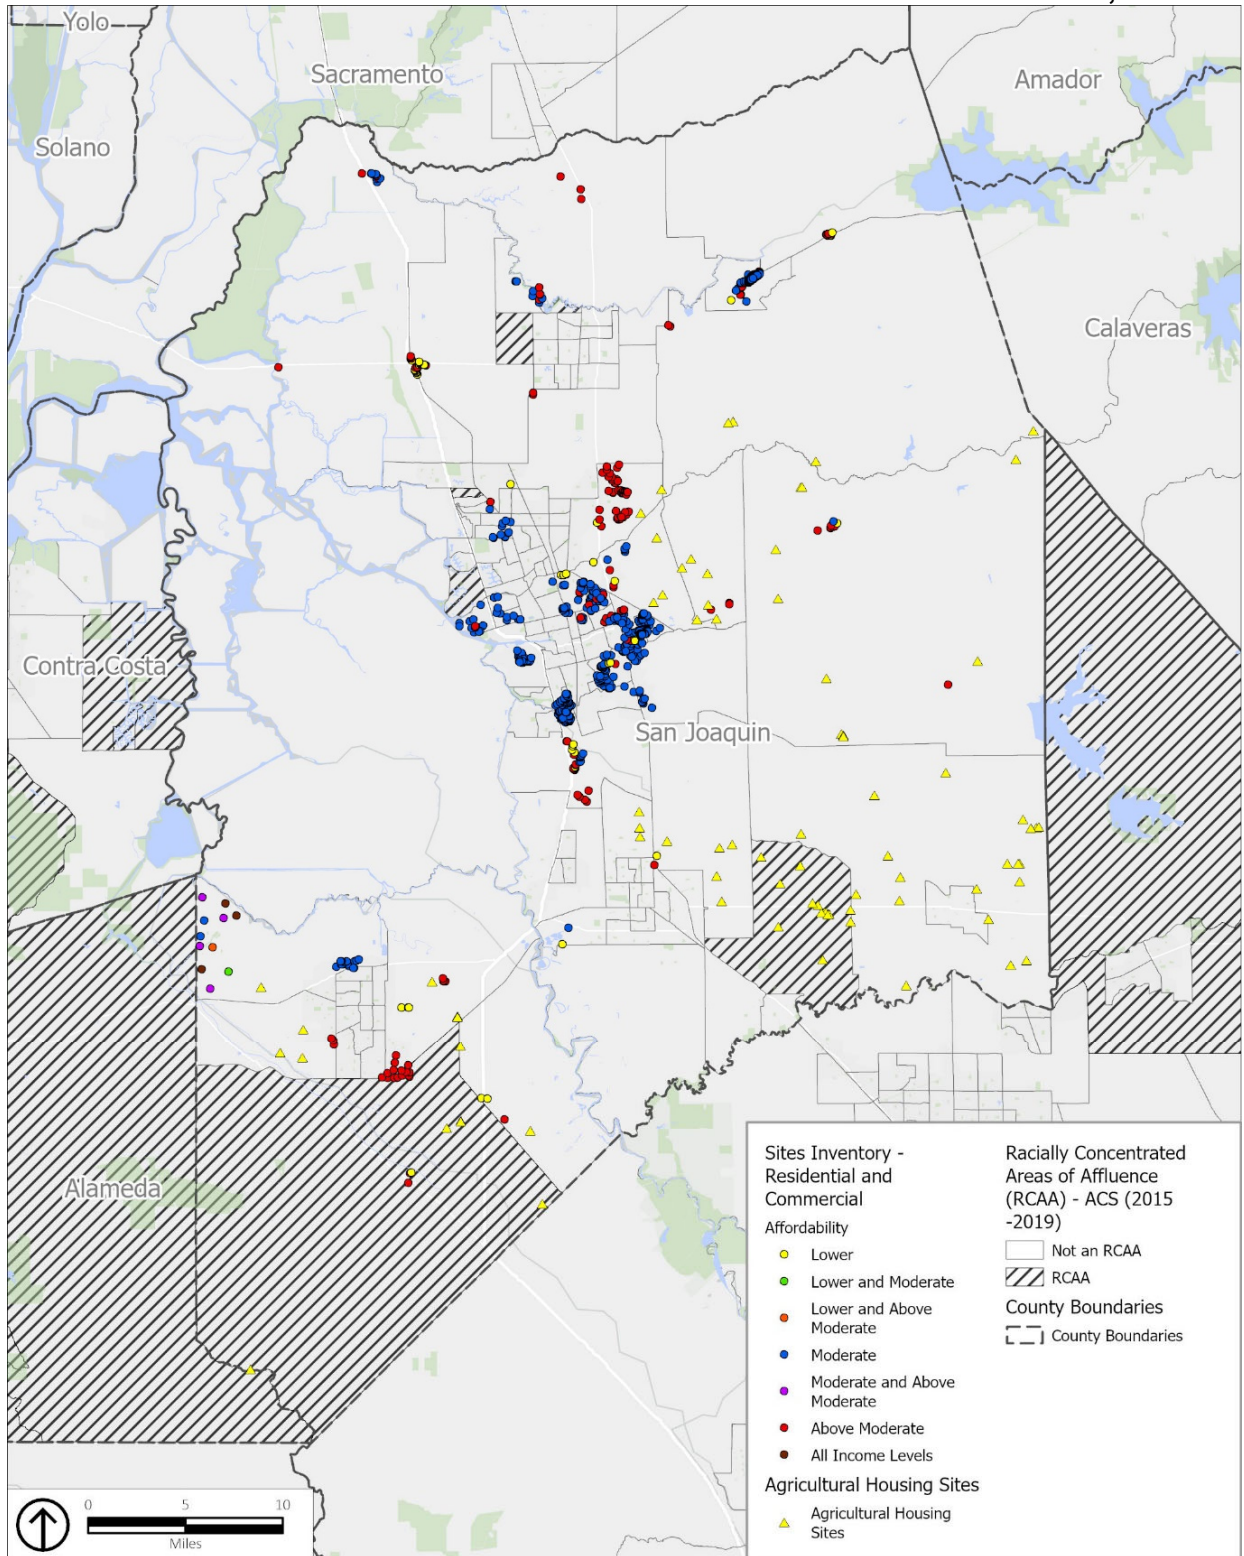 Yolo
Sacramento
Amador
Solano
Calaveras
Contra Costa
San Joaquin
Alameda
Sites Inventory -
Residential and
Commercial
Affordability
Lower
Lower and Moderate
Lower and Above
Moderate
Moderate
Moderate and Above
Moderate
Above Moderate
All Income Levels
Agricultural Housing Sites
Agricultural Housing
Sites
Racially Concentrated
Areas of Affluence
(RCAA) - ACS (2015
-2019)
Not an RCAA
RCAA
County Boundaries
County Boundaries
0 5 10
Miles